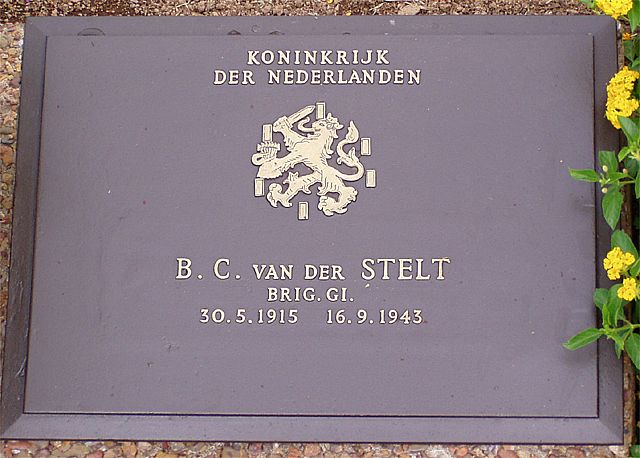 KONINKRIJK
DER NEDERLANDEN
B. C. VAN DER STELT
BRIG. GI.
30.5.1915 16.9.1943